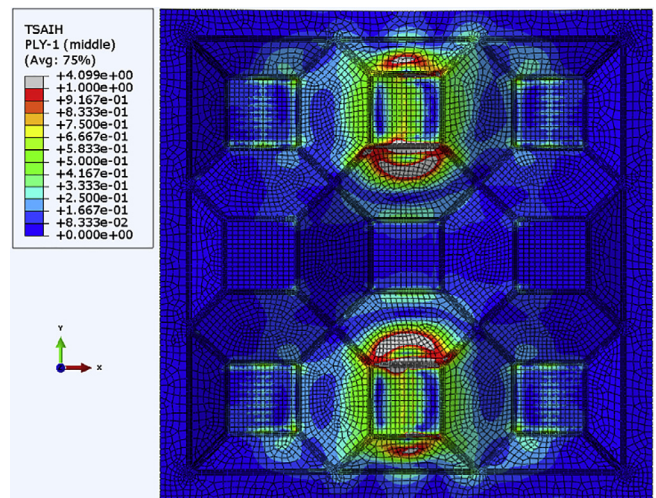 TSAIH
PLY-1 (middle)
(Avg: 75%)
+4.099e+00
+1.000e+00
+9.167e-01
+8.333e-01
+7.500e-01
+6.667e-01
+5.833e-01
+5.000e-01
+4.167e-01
+3.333e-01
+2.500e-01
+1.667e-01
+8.333e-02
+0.000e+00
Y
X